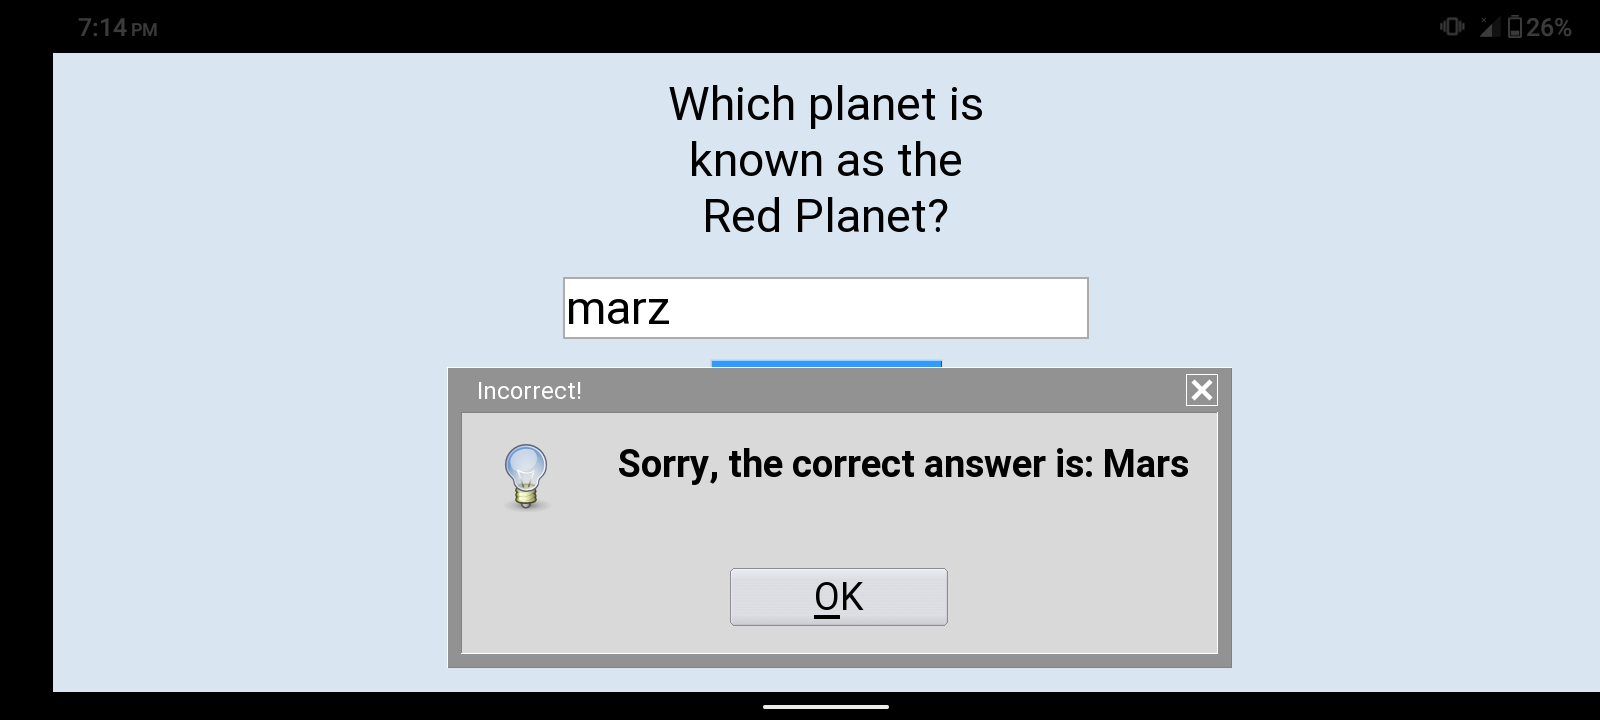 7:14 PM
26%
Which planet is
known as the
Red Planet?
marz
Incorrect!
Sorry, the correct answer is: Mars
OK